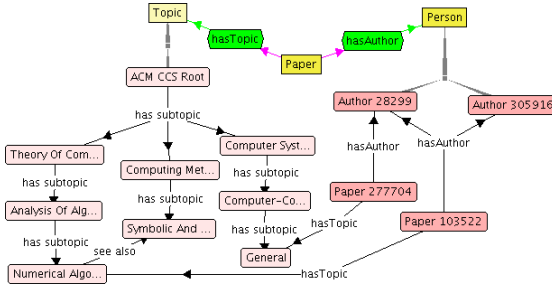 Topic
Person
hasTopic
hasAuthor
Paper
ACM CCS Root
Author 28299
Author 305916
has subtopic
Theory Of Com...
Computer Syst...
hasAuthor
hasAuthor
Computing Met...
has subtopic
has subtopic
has subtopic
Paper 277704
Analysis Of Alg...
Computer-Co...
Symbolic And ...
hasTopic
Paper 103522
has subtopic
has subtopic
see also
General
Numerical Algo...
hasTopic